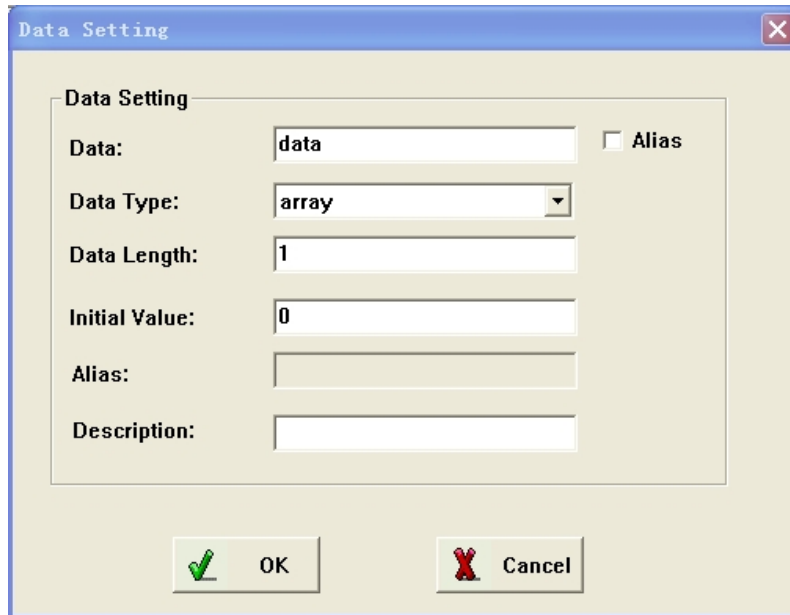 Data Setting
Data Setting
Data: data Alias
Data Type: array
Data Length: 1
Initial Value: 0
Alias:
Description:
OK Cancel